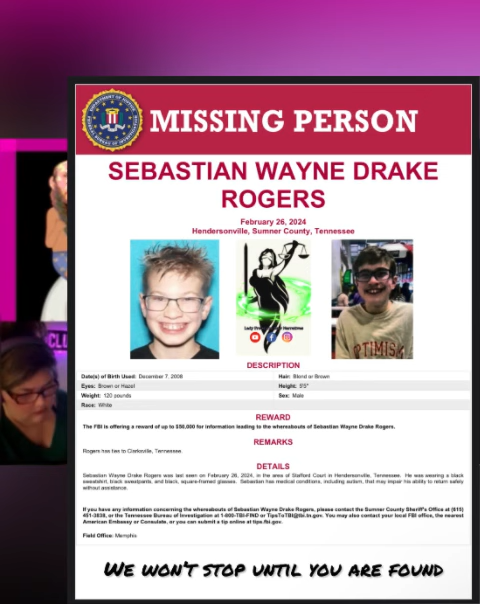 MISSING PERSON
SEBASTIAN WAYNE DRAKE
ROGERS
February 26, 2024
Hendersonville, Sumner County, Tennessee
DESCRIPTION
Date(s) of Birth Used: December 7, 2008
Hair: Blond or Brown
Eyes: Brown or Hazel
Height: 5'5"
Weight: 120 pounds
Sex: Male
Race: White
REWARD
The FBI is offering a reward of up to $50,000 for information leading to the whereabouts of Sebastian Wayne Drake Rogers.
REMARKS
Rogers has ties to Clarksville, Tennessee.
DETAILS
Sebastian Wayne Drake Rogers was last seen on February 26, 2024, in the area of Stafford Court in Hendersonville, Tennessee. He was wearing a black
sweatshirt, black sweatpants, and black, square-framed glasses. Sebastian has medical conditions, including autism, that may impair his ability to return safely
without assistance.
If you have any information concerning the whereabouts of Sebastian Wayne Drake Rogers, please contact the Sumner County Sheriff's Office at (615)
451-3838, or the Tennessee Bureau of Investigation at 1-800-TBI-FIND or TipsToTBI@tbi.tn.gov. You may also contact your local FBI office, the nearest
American Embassy or Consulate, or you can submit a tip online at tips.fbi.gov.
Field Office: Memphis
WE WON'T STOP UNTIL YOU ARE FOUND